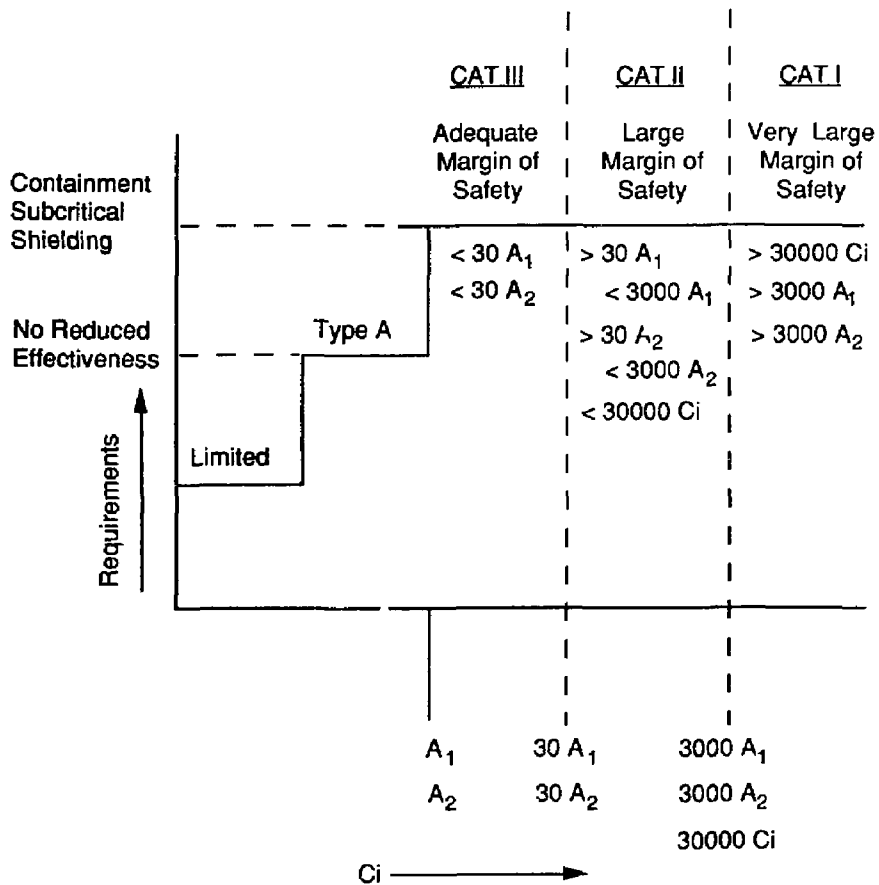 CAT III
CAT II
CAT I
Adequate
Margin of
Safety
Large
Margin of
Safety
Very Large
Margin of
Safety
Containment
Subcritical
Shielding
< 30 A₁
< 30 A₂
> 30 A₁
< 3000 A₁
> 30 A₂
< 3000 A₂
< 30000 Ci
> 30000 Ci
> 3000 A₁
> 3000 A₂
No Reduced
Effectiveness
Type A
Limited
Requirements
A₁
30 A₁
3000 A₁
A₂
30 A₂
3000 A₂
30000 Ci
Ci